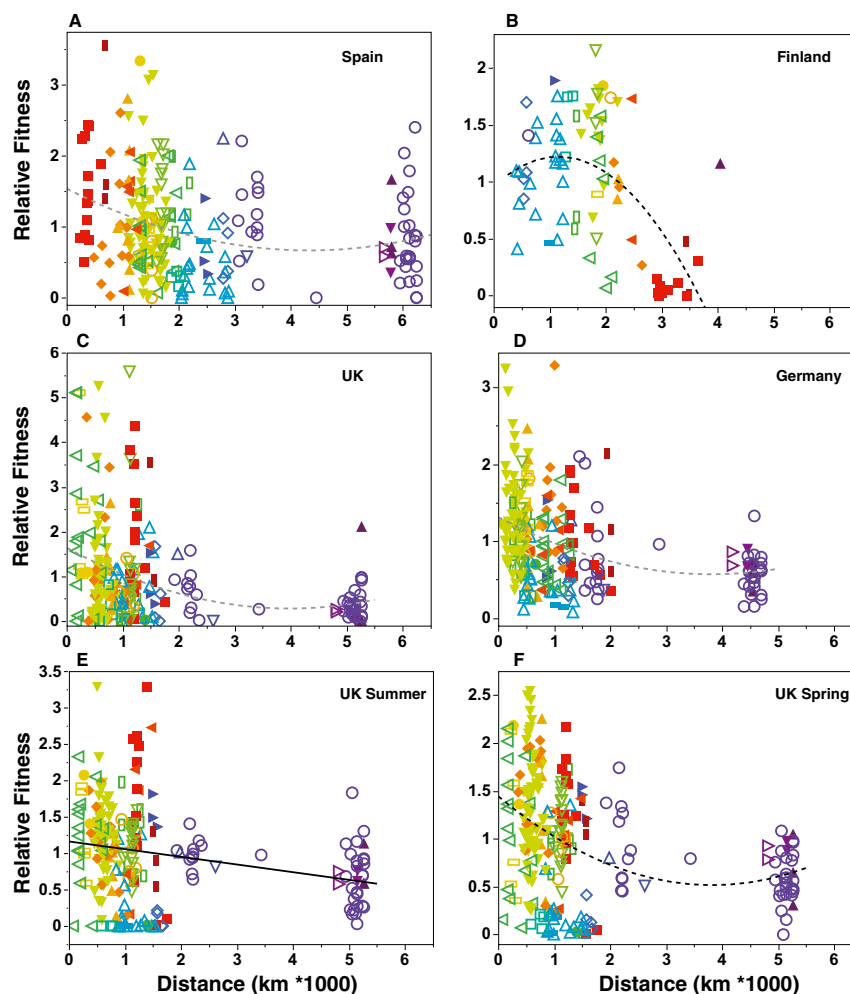 A
B
Spain
Finland
Relative Fitness
3
2
1
0
2
1.5
1
0.5
0
0 1 2 3 4 5 6
0 1 2 3 4 5 6
C
D
UK
Germany
Relative Fitness
6
5
4
3
2
1
0
3
2
1
0
0 1 2 3 4 5 6
0 1 2 3 4 5 6
E
F
UK Summer
UK Spring
Relative Fitness
3.5
3
2.5
2
1.5
1
0.5
0
2.5
2
1.5
1
0.5
0
0 1 2 3 4 5 6
0 1 2 3 4 5 6
Distance (km *1000)
Distance (km *1000)